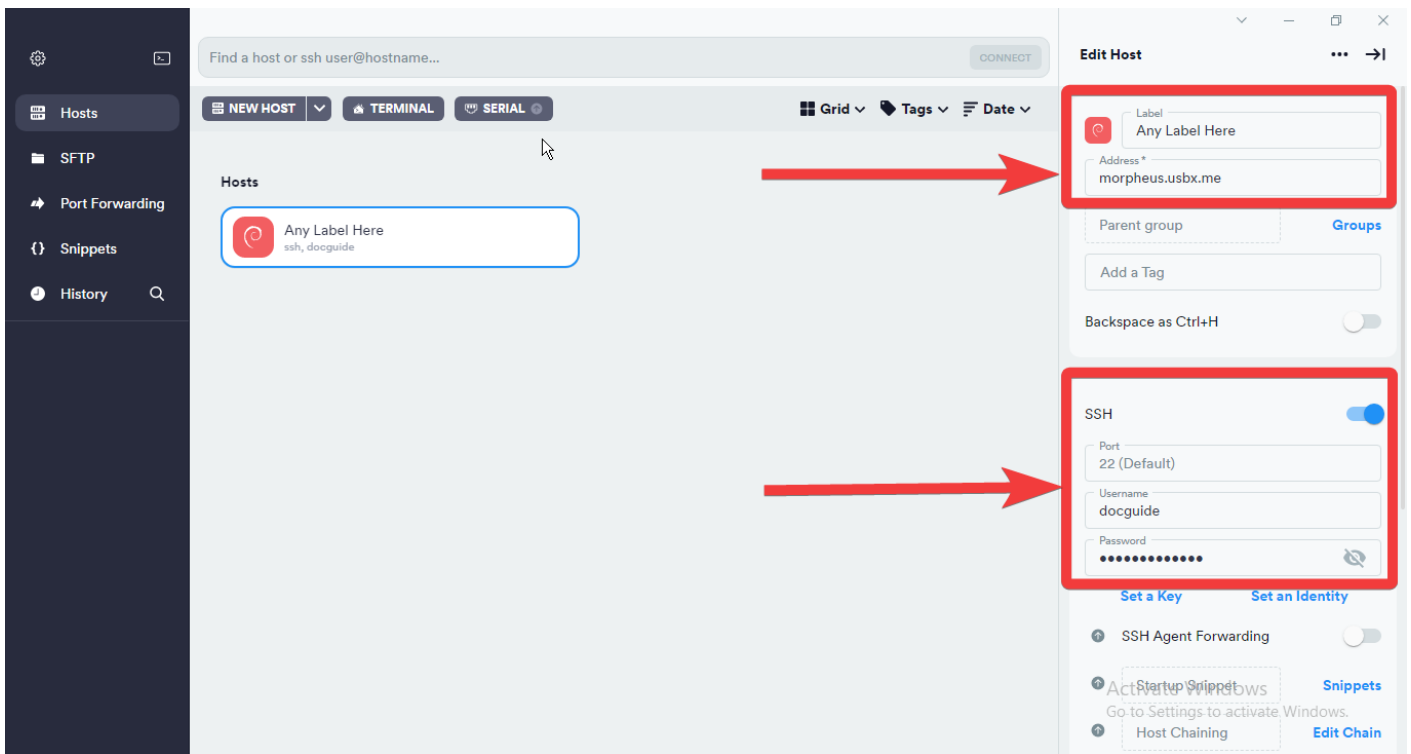 Find a host or ssh user@hostname...
CONNECT
Hosts
SFTP
Port Forwarding
Snippets
History
NEW HOST
TERMINAL
SERIAL
Grid
Tags
Date
Hosts
Any Label Here
ssh, docguide
Edit Host
Label
Any Label Here
Address*
morpheus.usbx.me
Parent group
Groups
Add a Tag
Backspace as Ctrl+H
SSH
Port
22 (Default)
Username
docguide
Password
•••••••••••••
Set a Key
Set an Identity
SSH Agent Forwarding
Startup Snippet
Snippets
Activate Windows
Go to Settings to activate Windows.
Host Chaining
Edit Chain